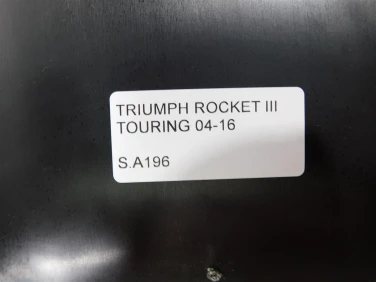 TRIUMPH ROCKET III
TOURING 04-16
S.A196